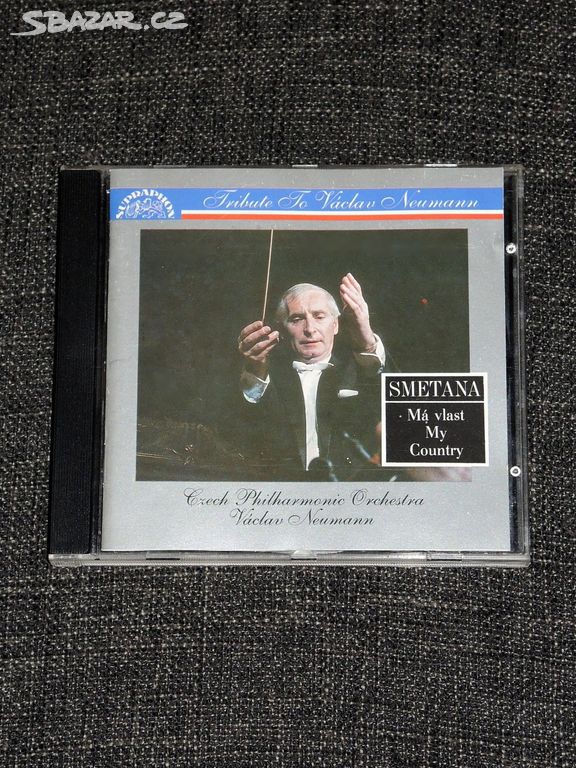 SBAZAR.CZ
SUPRAPHON
Tribute To Václav Neumann
SMETANA
Má vlast
My
Country
Czech Philharmonic Orchestra
Václav Neumann